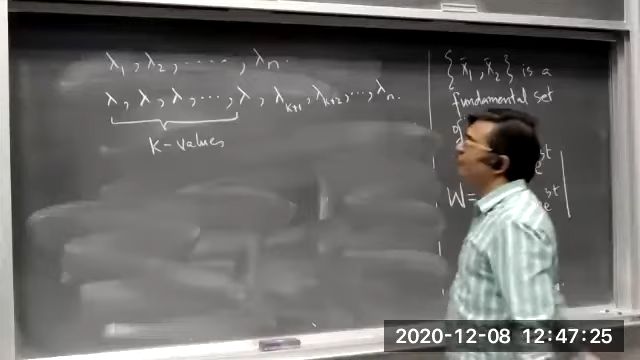 λ₁, λ₂, ....., λₙ.
λ, λ, λ, ..., λ, λₖ₊₁, λₖ₊₂, ..., λₙ.
K-values
{x̄₁, x̄₂} is a
fundamental set
W=
2020-12-08 12:47:25